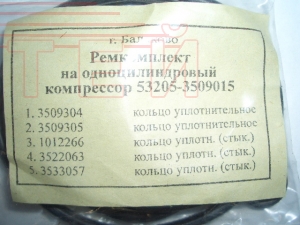 г. Бал
Ремкомплект
на одноцилиндровый
компрессор 53205-3509015
1. 3509304 кольцо уплотнительное
2. 3509305 кольцо уплотнительное
3. 1012266 кольцо уплотн. (стык.)
4. 3522063 кольцо уплотн. (стык.)
5. 3533057 кольцо уплотн. (стык.)